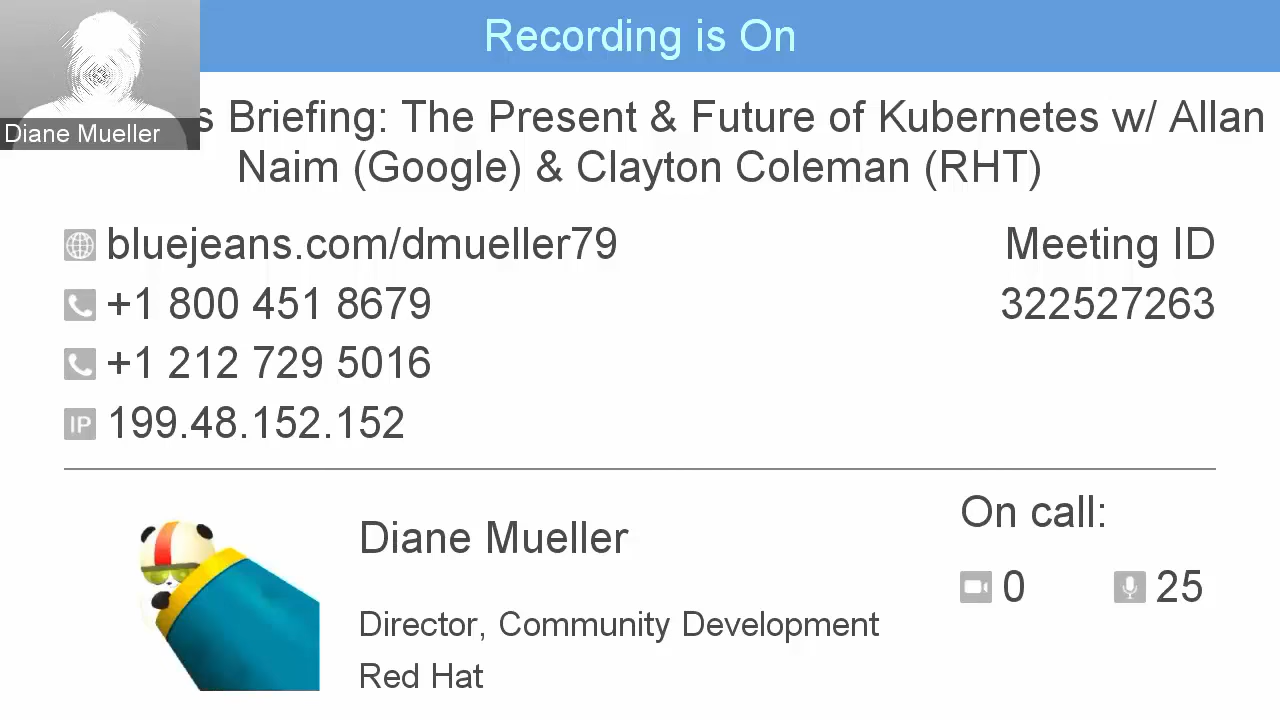 Recording is On
Diane Mueller
Briefing: The Present & Future of Kubernetes w/ Allan
Naim (Google) & Clayton Coleman (RHT)
bluejeans.com/dmueller79
Meeting ID
+1 800 451 8679
322527263
+1 212 729 5016
IP 199.48.152.152
On call:
Diane Mueller
0 25
Director, Community Development
Red Hat